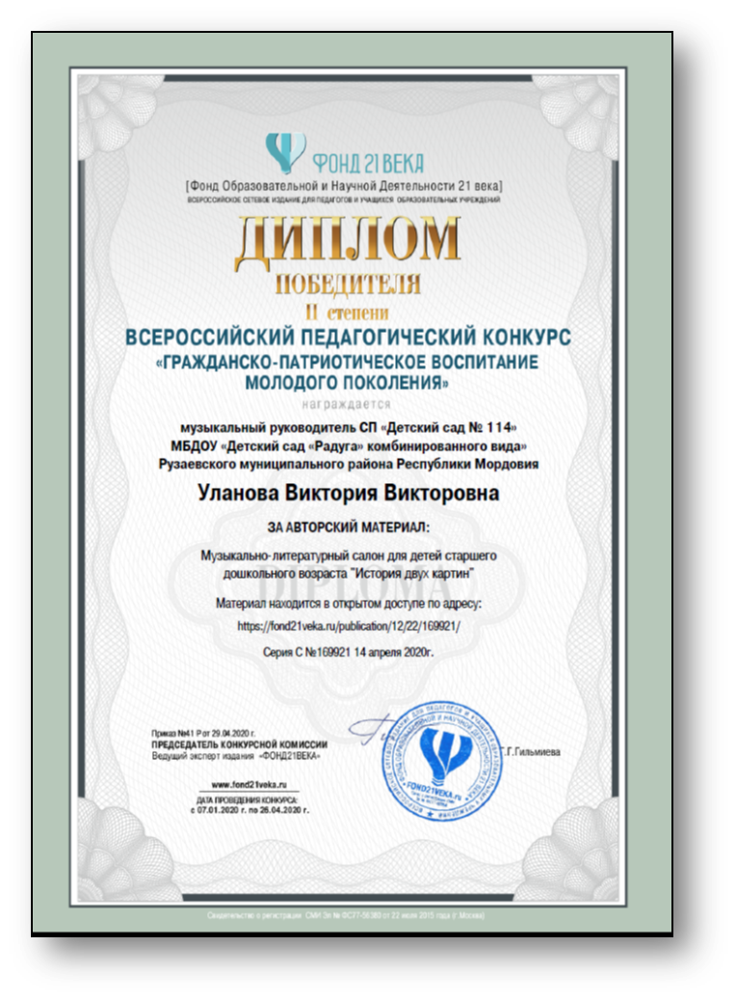 ФОНД 21 ВЕКА
[Фонд Образовательной и Научной Деятельности 21 века]
ВСЕРОССИЙСКОЕ СЕТЕВОЕ ИЗДАНИЕ ДЛЯ ПЕДАГОГОВ И УЧАЩИХСЯ ОБРАЗОВАТЕЛЬНЫХ УЧРЕЖДЕНИЙ
ДИПЛОМ
ПОБЕДИТЕЛЯ
II степени
ВСЕРОССИЙСКИЙ ПЕДАГОГИЧЕСКИЙ КОНКУРС
«ГРАЖДАНСКО-ПАТРИОТИЧЕСКОЕ ВОСПИТАНИЕ
МОЛОДОГО ПОКОЛЕНИЯ»
награждается
музыкальный руководитель СП «Детский сад № 114»
МБДОУ «Детский сад «Радуга» комбинированного вида»
Рузаевского муниципального района Республики Мордовия
Уланова Виктория Викторовна
ЗА АВТОРСКИЙ МАТЕРИАЛ:
Музыкально-литературный салон для детей старшего
дошкольного возраста "История двух картин"
DIPLOMA
Материал находится в открытом доступе по адресу:
https://fond21veka.ru/publication/12/22/169921/
Серия С №169921 14 апреля 2020г.
Приказ №41 Р от 29.04.2020 г.
ПРЕДСЕДАТЕЛЬ КОНКУРСНОЙ КОМИССИИ
Ведущий эксперт издания «ФОНД21ВЕКА»
Г.Г.Гильмиева
www.fond21veka.ru
ДАТА ПРОВЕДЕНИЯ КОНКУРСА:
с 07.01.2020 г. по 26.04.2020 г.
FOND21VEKA.ru
Свидетельство о регистрации СМИ Эл № ФС77-56360 от 22 июля 2015 года (г.Москва)